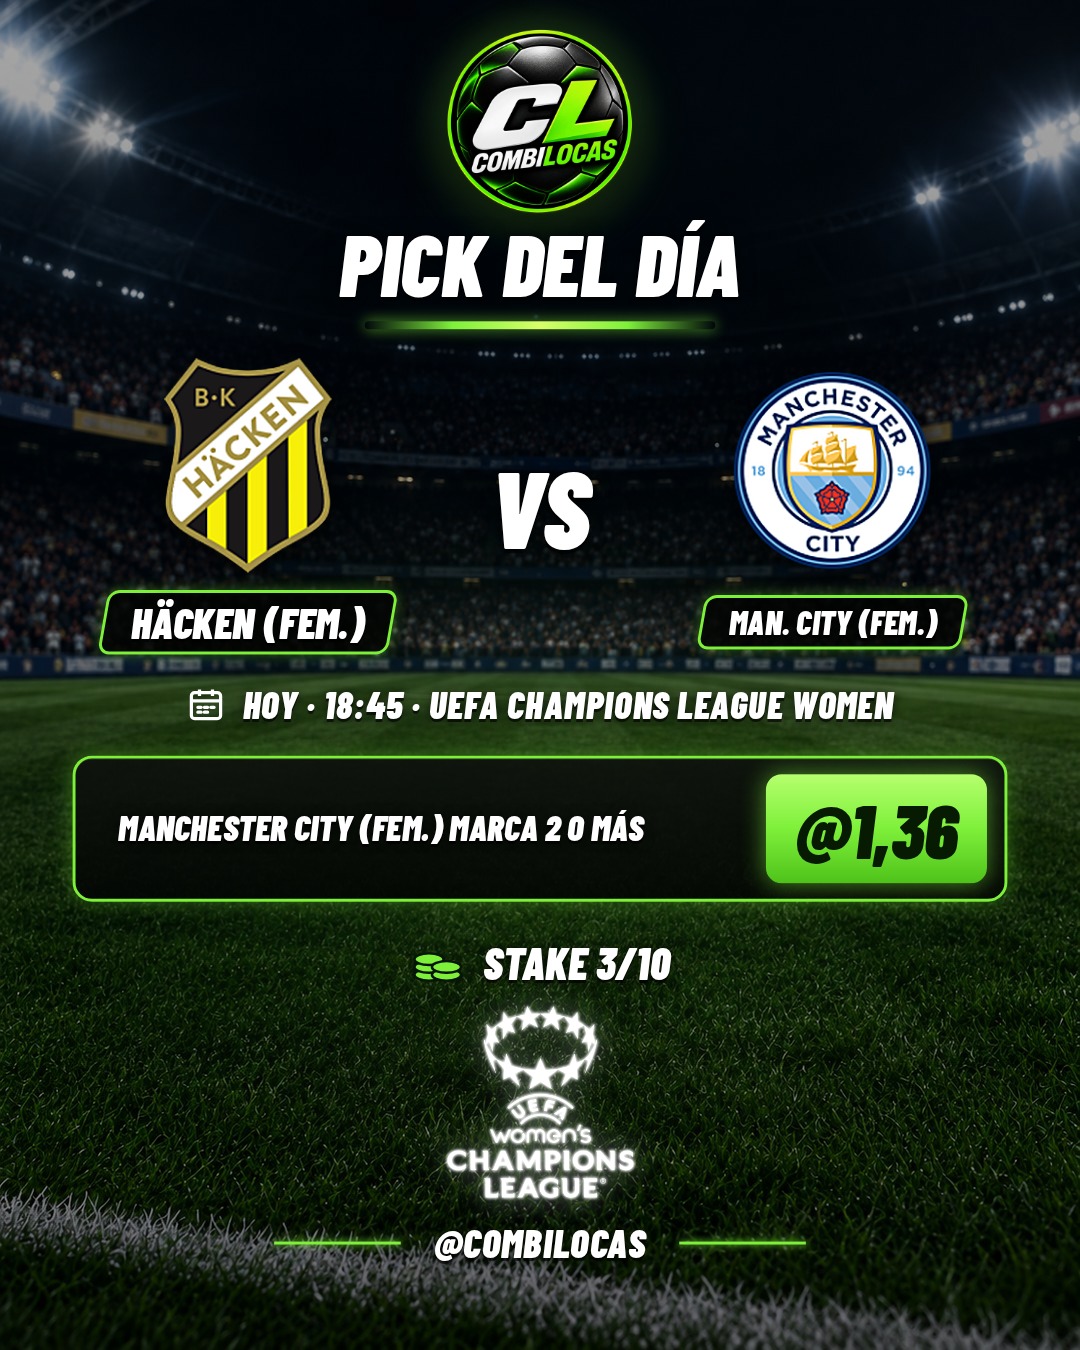 CL
COMBILOCAS
PICK DEL DÍA
B·K
HÄCKEN
VS
MANCHESTER
18 94
CITY
HÄCKEN (FEM.)
MAN. CITY (FEM.)
HOY · 18:45 · UEFA CHAMPIONS LEAGUE WOMEN
MANCHESTER CITY (FEM.) MARCA 2 O MÁS
@1,36
STAKE 3/10
UEFA
women's
CHAMPIONS
LEAGUE®
@COMBILOCAS